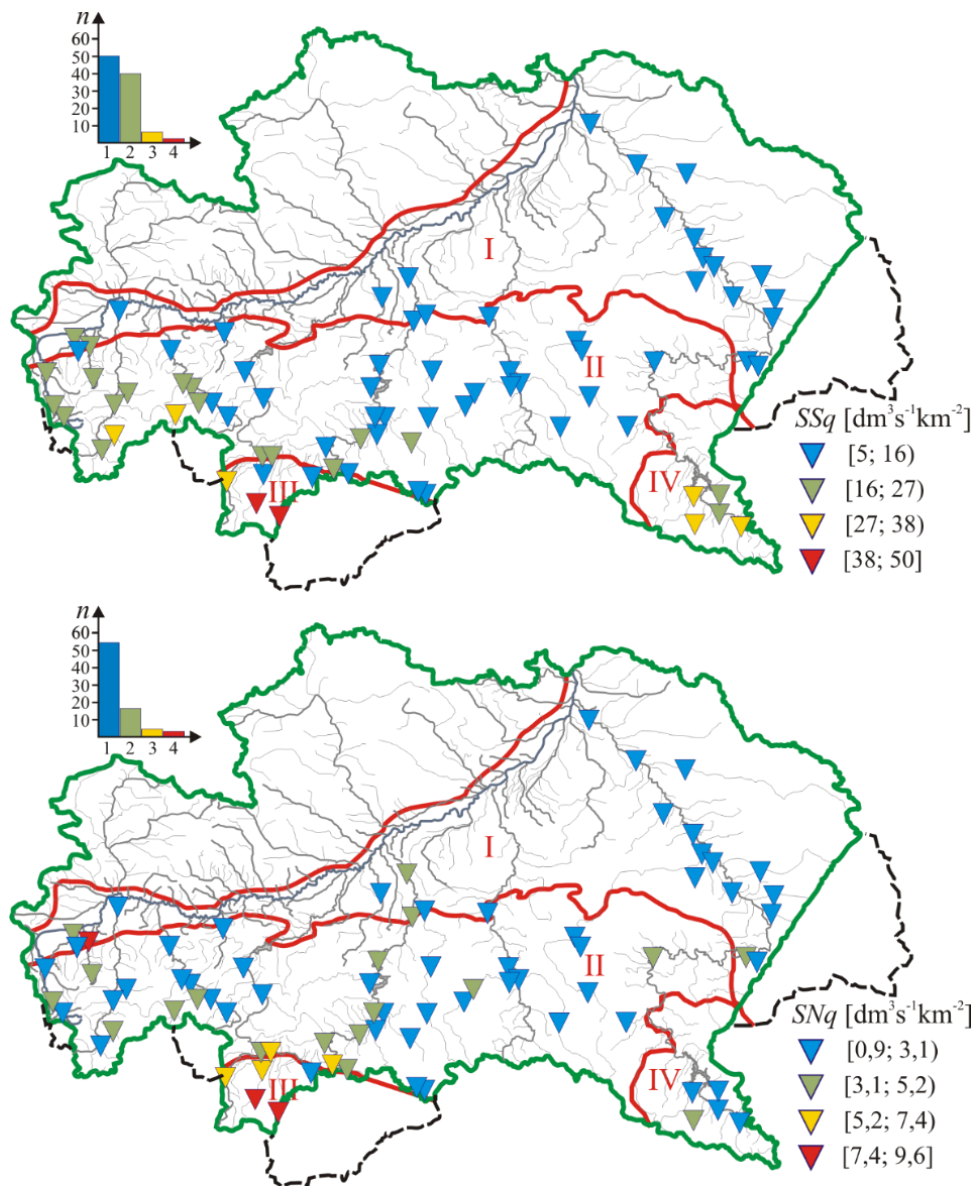 n
60
50
40
30
20
10
1 2 3 4
I
II
III
IV
SSq [dm³s⁻¹km⁻²]
[5; 16)
[16; 27)
[27; 38)
[38; 50]
n
60
50
40
30
20
10
1 2 3 4
I
II
III
IV
SNq [dm³s⁻¹km⁻²]
[0,9; 3,1)
[3,1; 5,2)
[5,2; 7,4)
[7,4; 9,6]